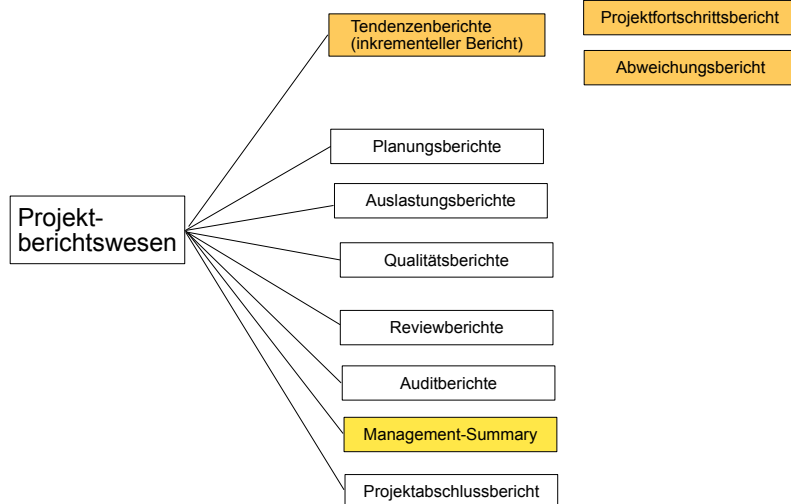 Tendenzenberichte
(inkrementeller Bericht)
Projektfortschrittsbericht
Abweichungsbericht
Planungsberichte
Auslastungsberichte
Projekt-
berichtswesen
Qualitätsberichte
Reviewberichte
Auditberichte
Management-Summary
Projektabschlussbericht